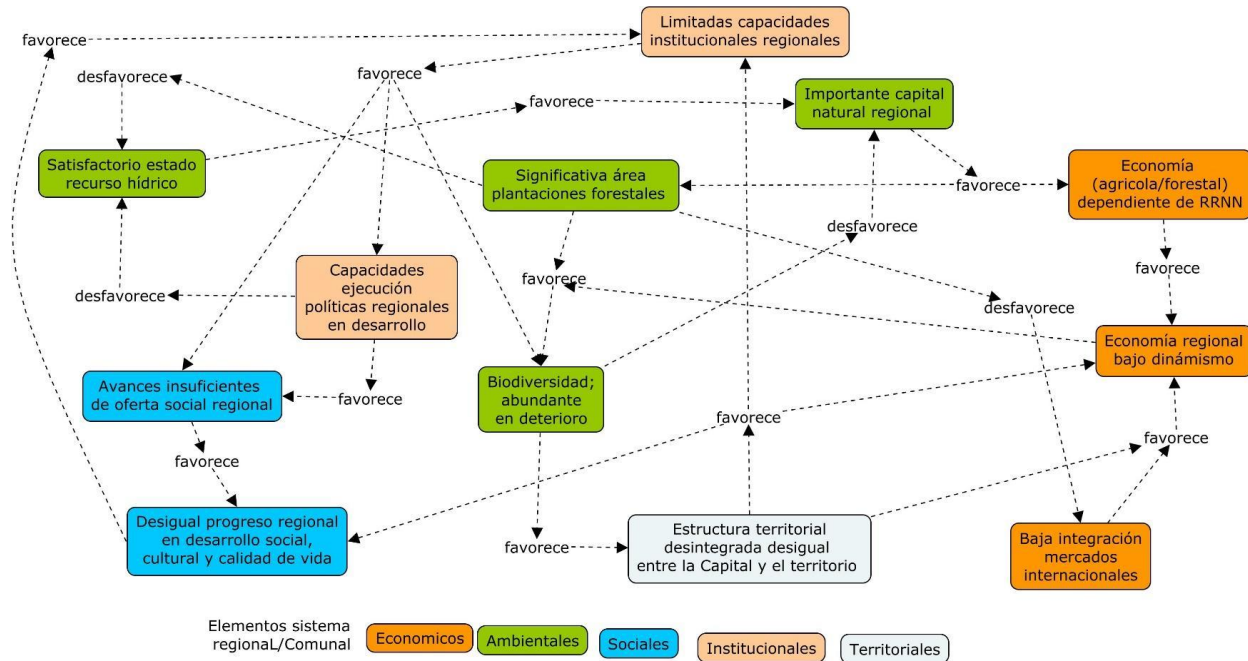 favorece
Limitadas capacidades
institucionales regionales
desfavorece
favorece
favorece
Importante capital
natural regional
Satisfactorio estado
recurso hídrico
Significativa área
plantaciones forestales
favorece
Economía
(agricola/forestal)
dependiente de RRNN
desfavorece
Capacidades
ejecución
políticas regionales
en desarrollo
favorece
favorece
desfavorece
desfavorece
Economía regional
bajo dinámismo
Avances insuficientes
de oferta social regional
favorece
Biodiversidad;
abundante
en deterioro
favorece
favorece
favorece
Desigual progreso regional
en desarrollo social,
cultural y calidad de vida
favorece
Estructura territorial
desintegrada desigual
entre la Capital y el territorio
Baja integración
mercados
internacionales
Elementos sistema
regionaL/Comunal
Economicos
Ambientales
Sociales
Institucionales
Territoriales